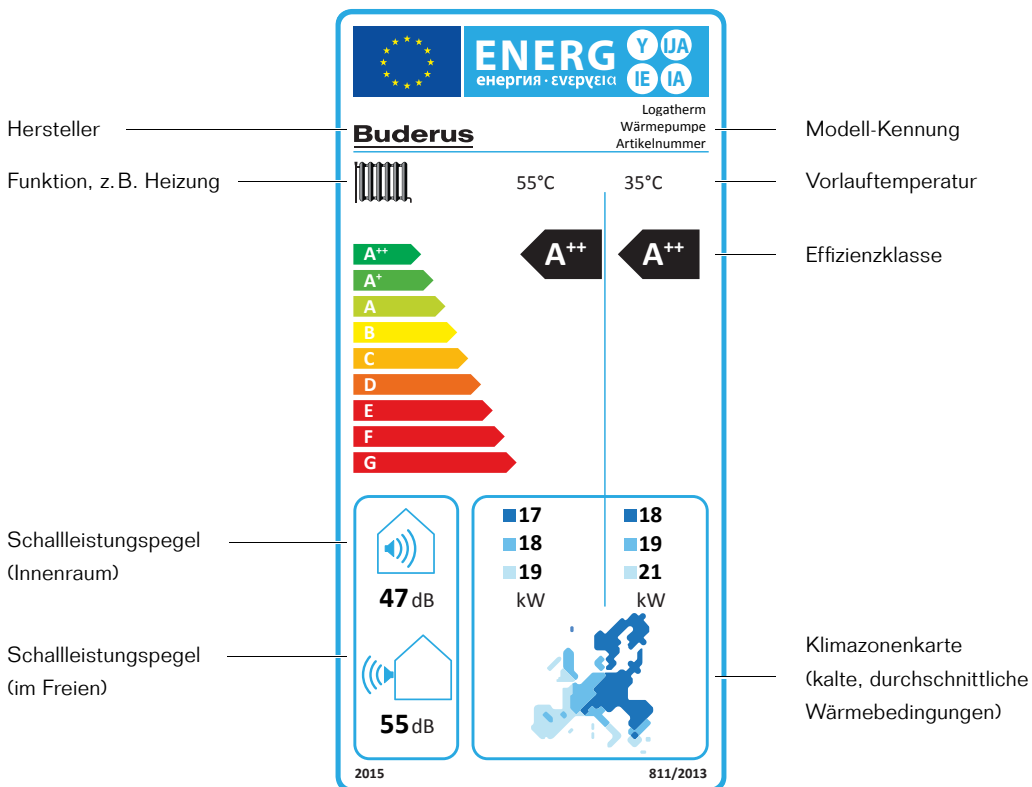 ENERG
енергия · ενεργεια
Y IJA
IE IA
Logatherm
Wärmepumpe
Artikelnummer
Hersteller
Buderus
Modell-Kennung
Funktion, z.B. Heizung
55°C
35°C
Vorlauftemperatur
A++
A++
Effizienzklasse
A++
A+
A
B
C
D
E
F
G
Schallleistungspegel
(Innenraum)
47 dB
17
18
19
kW
18
19
21
kW
Schallleistungspegel
(im Freien)
55 dB
Klimazonenkarte
(kalte, durchschnittliche
Wärmebedingungen)
2015
811/2013